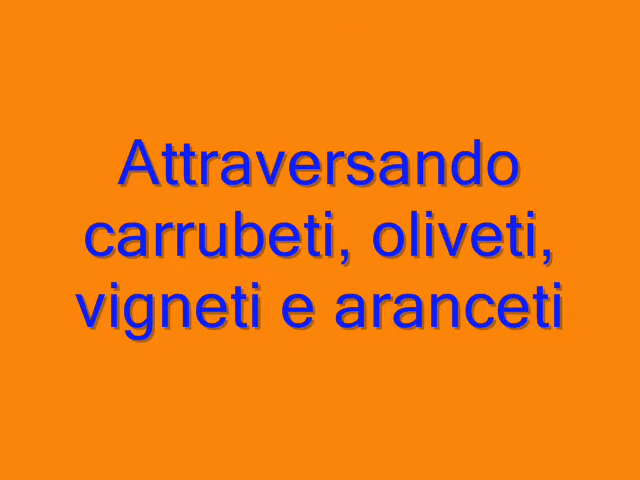 Attraversando
carrubeti, oliveti,
vigneti e aranceti